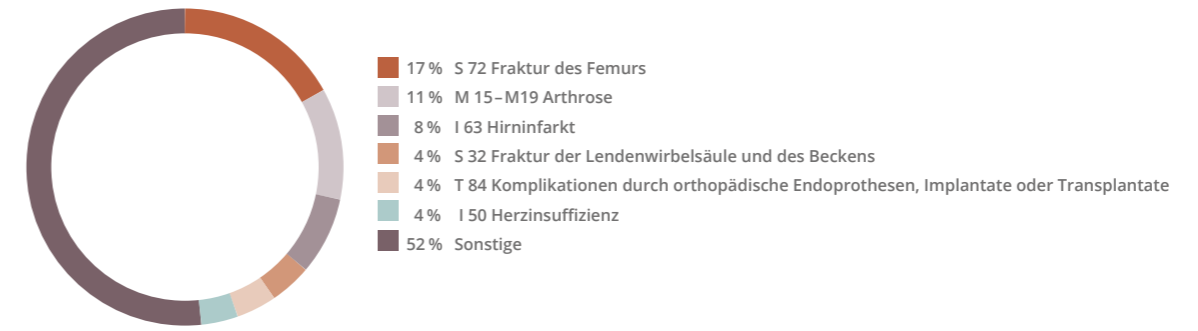 17 % S 72 Fraktur des Femurs
11 % M 15–M19 Arthrose
8 % I 63 Hirninfarkt
4 % S 32 Fraktur der Lendenwirbelsäule und des Beckens
4 % T 84 Komplikationen durch orthopädische Endoprothesen, Implantate oder Transplantate
4 % I 50 Herzinsuffizienz
52 % Sonstige